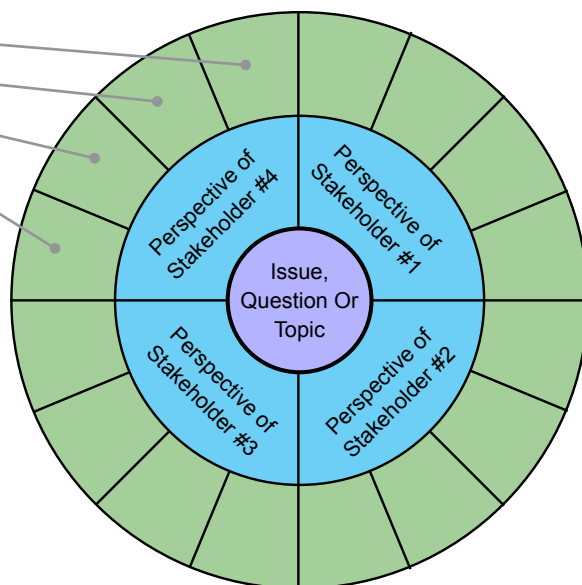 Perspective of
Stakeholder #4
Perspective of
Stakeholder #1
Issue,
Question Or
Topic
Perspective of
Stakeholder #3
Perspective of
Stakeholder #2